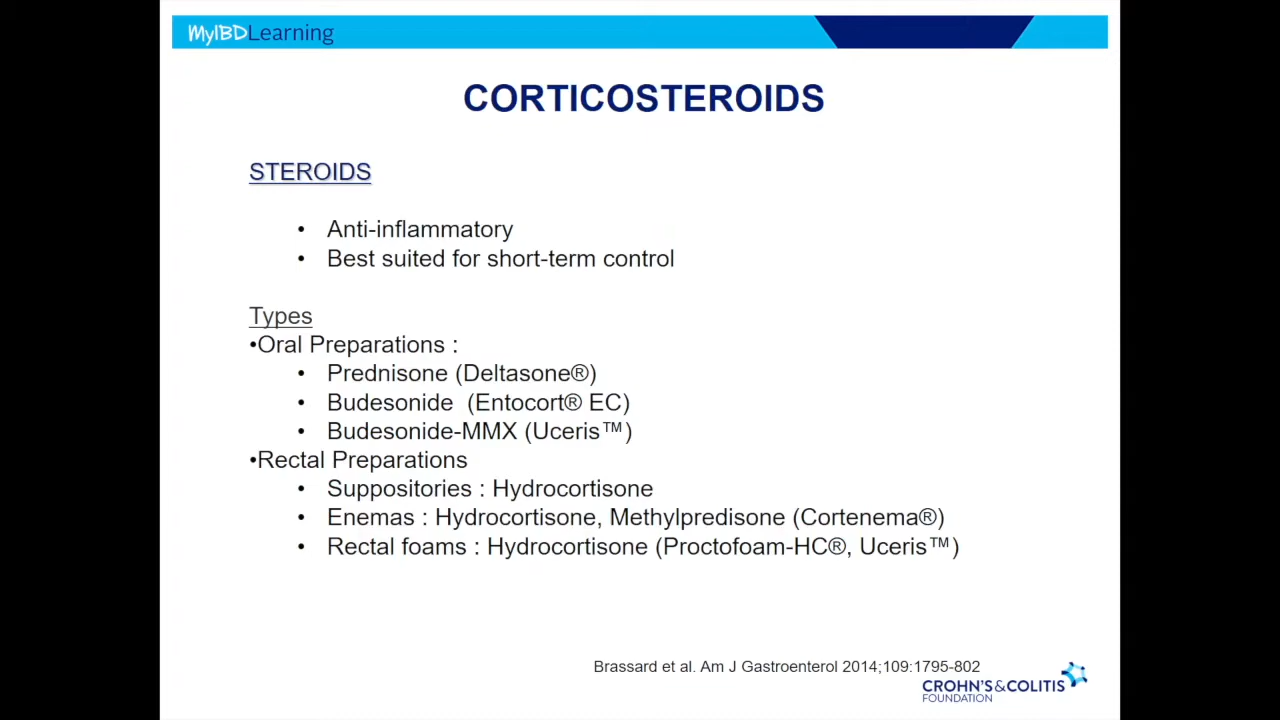 MyIBDLearning
CORTICOSTEROIDS
STEROIDS
• Anti-inflammatory
• Best suited for short-term control
Types
•Oral Preparations :
• Prednisone (Deltasone®)
• Budesonide (Entocort® EC)
• Budesonide-MMX (Uceris™)
•Rectal Preparations
• Suppositories : Hydrocortisone
• Enemas : Hydrocortisone, Methylpredisone (Cortenema®)
• Rectal foams : Hydrocortisone (Proctofoam-HC®, Uceris™)
Brassard et al. Am J Gastroenterol 2014;109:1795-802
CROHN'S&COLITIS
FOUNDATION